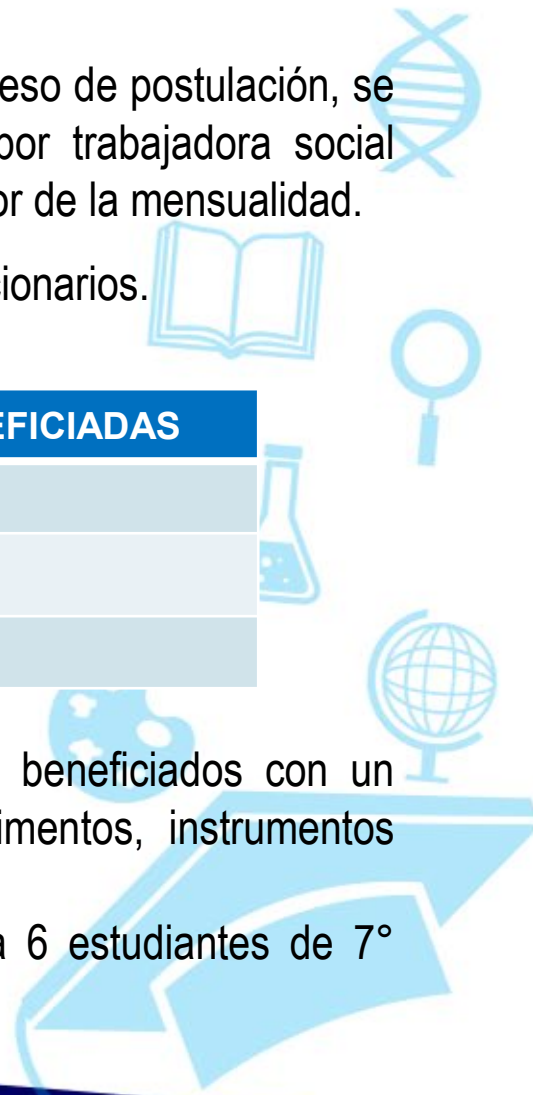 eso de postulación, se
por trabajadora social
or de la mensualidad.
cionarios.
EFICIADAS
beneficiados con un
imentos, instrumentos
a 6 estudiantes de 7°